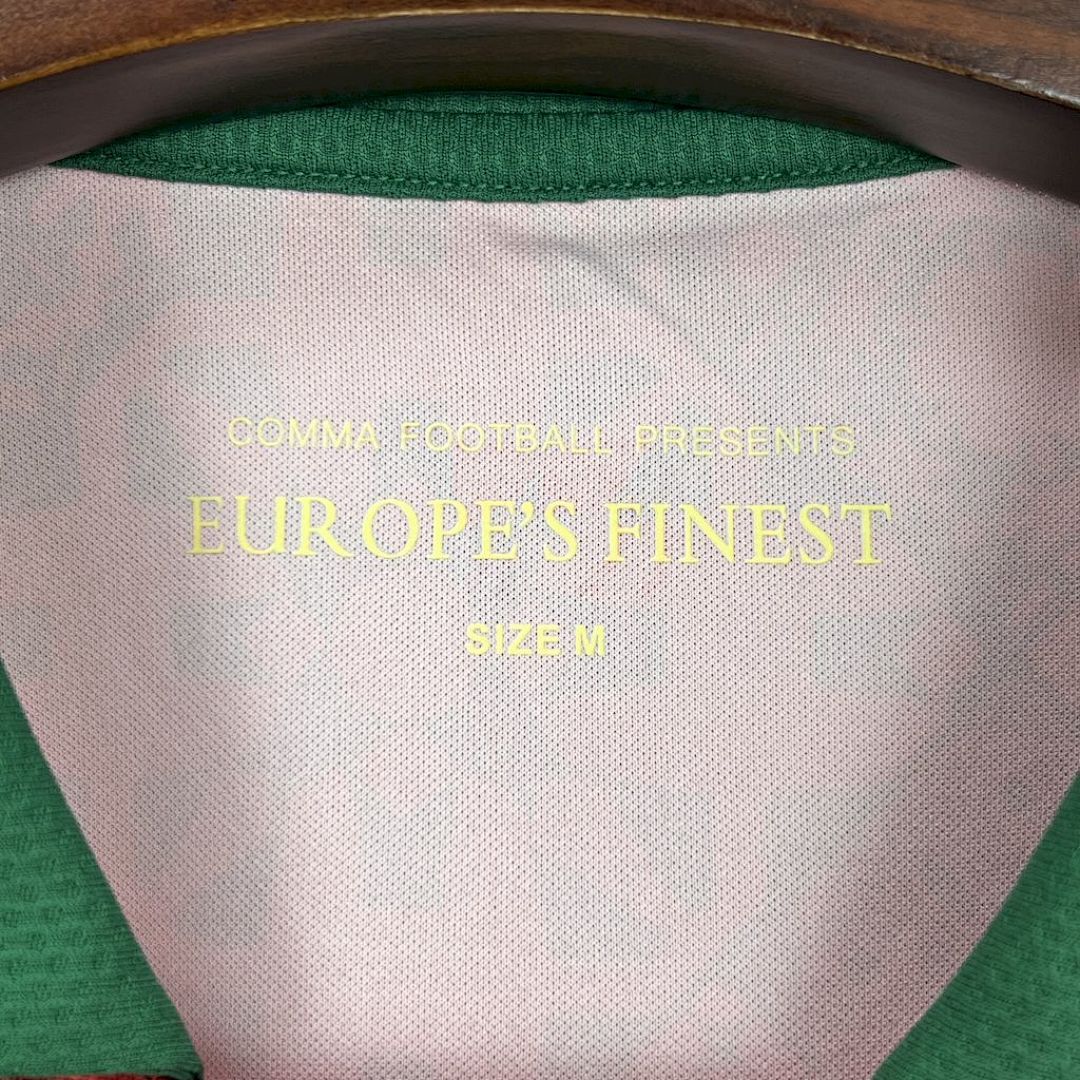 COMMA FOOTBALL PRESENTS
EUROPE'S FINEST
SIZE M